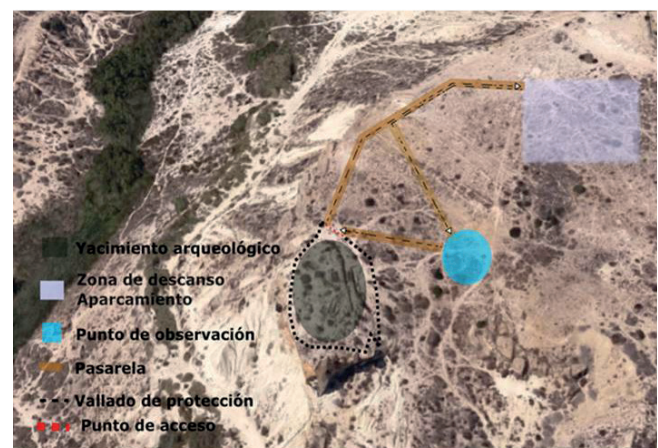 Yacimiento arqueológico
Zona de descanso
Aparcamiento
Punto de observación
Pasarela
Vallado de protección
Punto de acceso